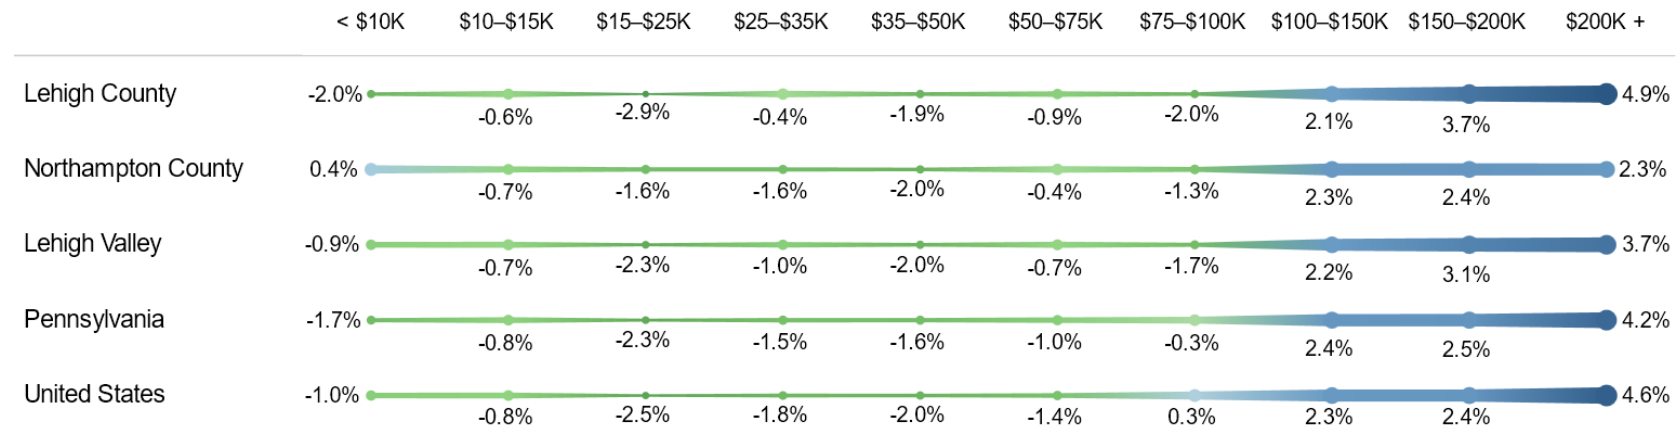 < $10K $10–$15K $15–$25K $25–$35K $35–$50K $50–$75K $75–$100K $100–$150K $150–$200K $200K +
Lehigh County -2.0% -0.6% -2.9% -0.4% -1.9% -0.9% -2.0% 2.1% 3.7% 4.9%
Northampton County 0.4% -0.7% -1.6% -1.6% -2.0% -0.4% -1.3% 2.3% 2.4% 2.3%
Lehigh Valley -0.9% -0.7% -2.3% -1.0% -2.0% -0.7% -1.7% 2.2% 3.1% 3.7%
Pennsylvania -1.7% -0.8% -2.3% -1.5% -1.6% -1.0% -0.3% 2.4% 2.5% 4.2%
United States -1.0% -0.8% -2.5% -1.8% -2.0% -1.4% 0.3% 2.3% 2.4% 4.6%